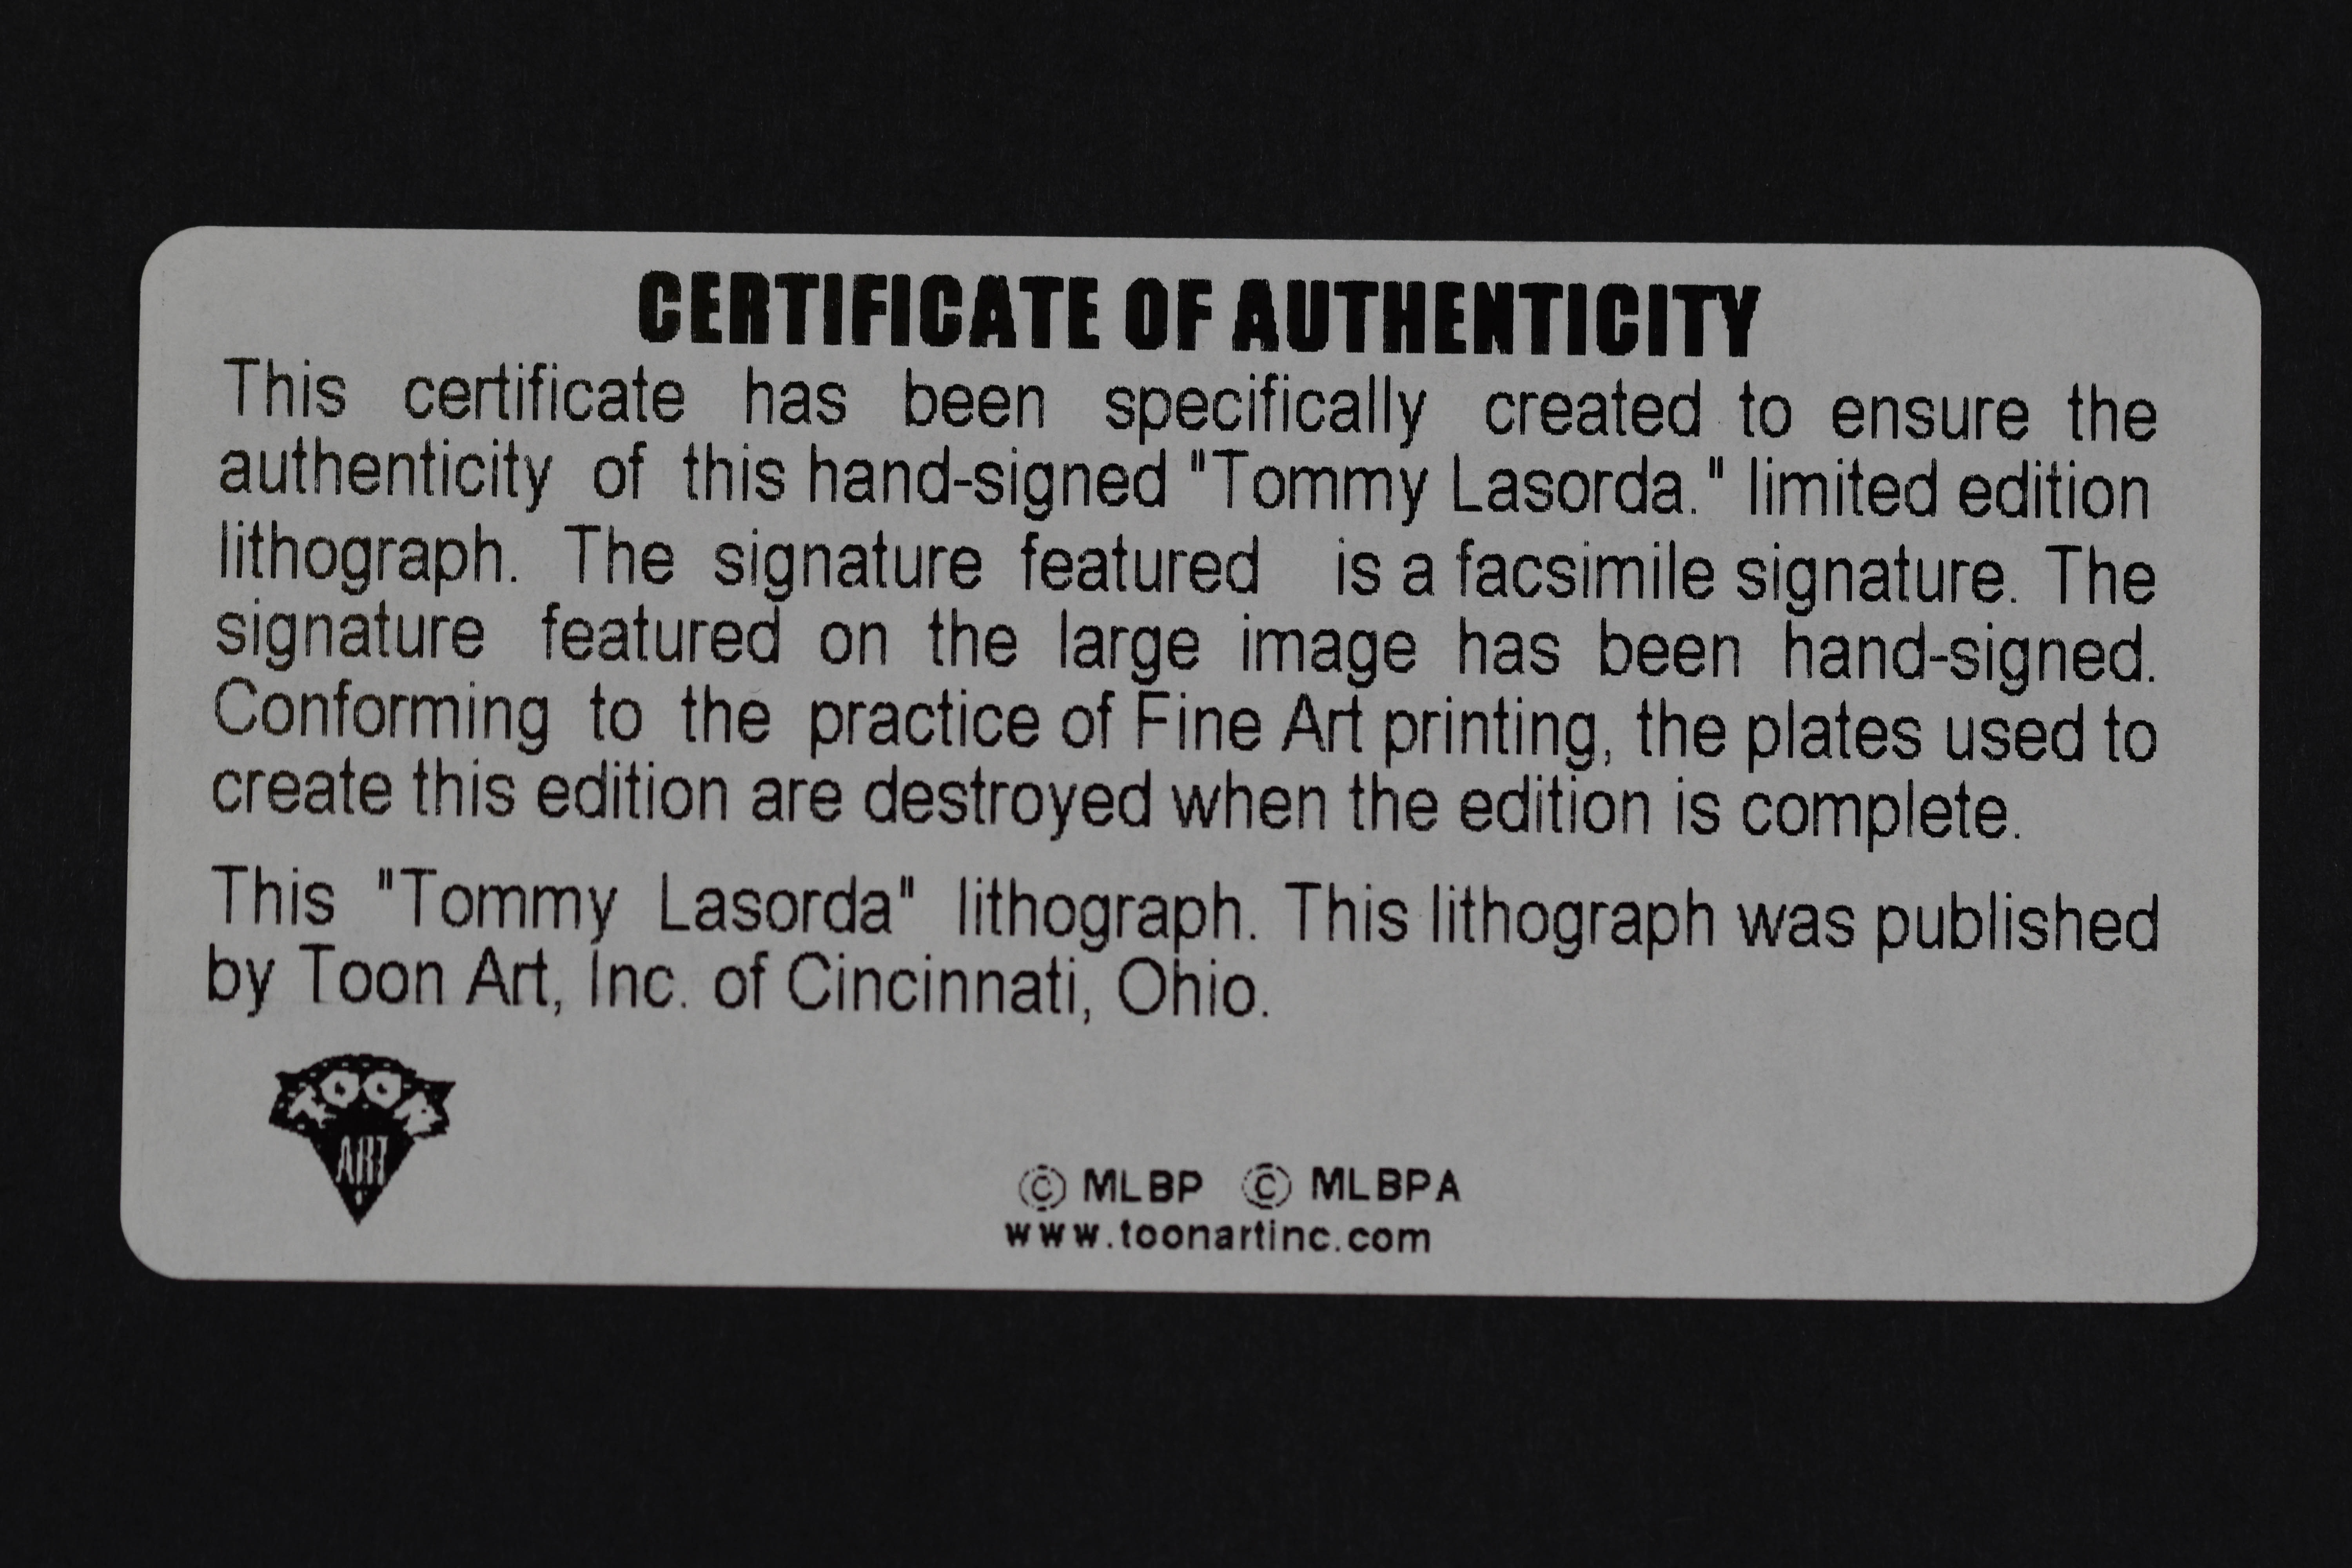 CERTIFICATE OF AUTHENTICITY
This certificate has been specifically created to ensure the
authenticity of this hand-signed "Tommy Lasorda." limited edition
lithograph. The signature featured is a facsimile signature. The
signature featured on the large image has been hand-signed.
Conforming to the practice of Fine Art printing, the plates used to
create this edition are destroyed when the edition is complete.
This "Tommy Lasorda" lithograph. This lithograph was published
by Toon Art, Inc. of Cincinnati, Ohio.
TOON
ART
© MLBP © MLBPA
www.toonartinc.com